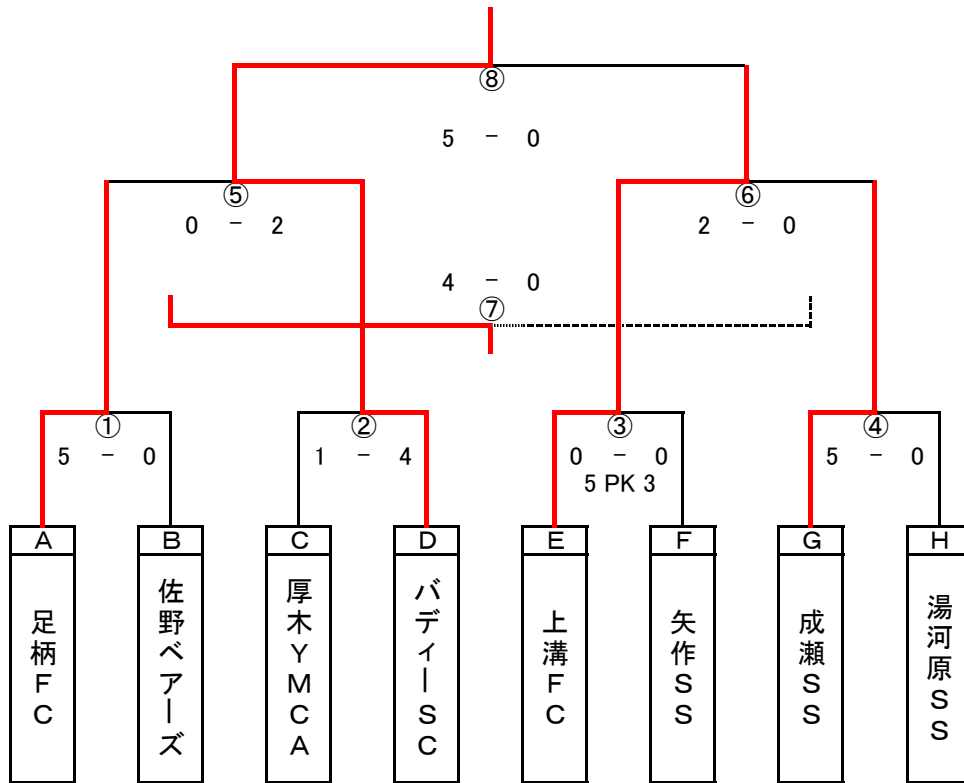 ⑧
5 － 0
⑤ ⑥
0 － 2 2 － 0
4 － 0
⑦
① ② ③ ④
5 － 0 1 － 4 0 － 0 5 － 0
5 PK 3
A B C D E F G H
足柄FC
佐野ベアーズ
厚木YMCA
バディーSC
上溝FC
矢作SS
成瀬SS
湯河原SS